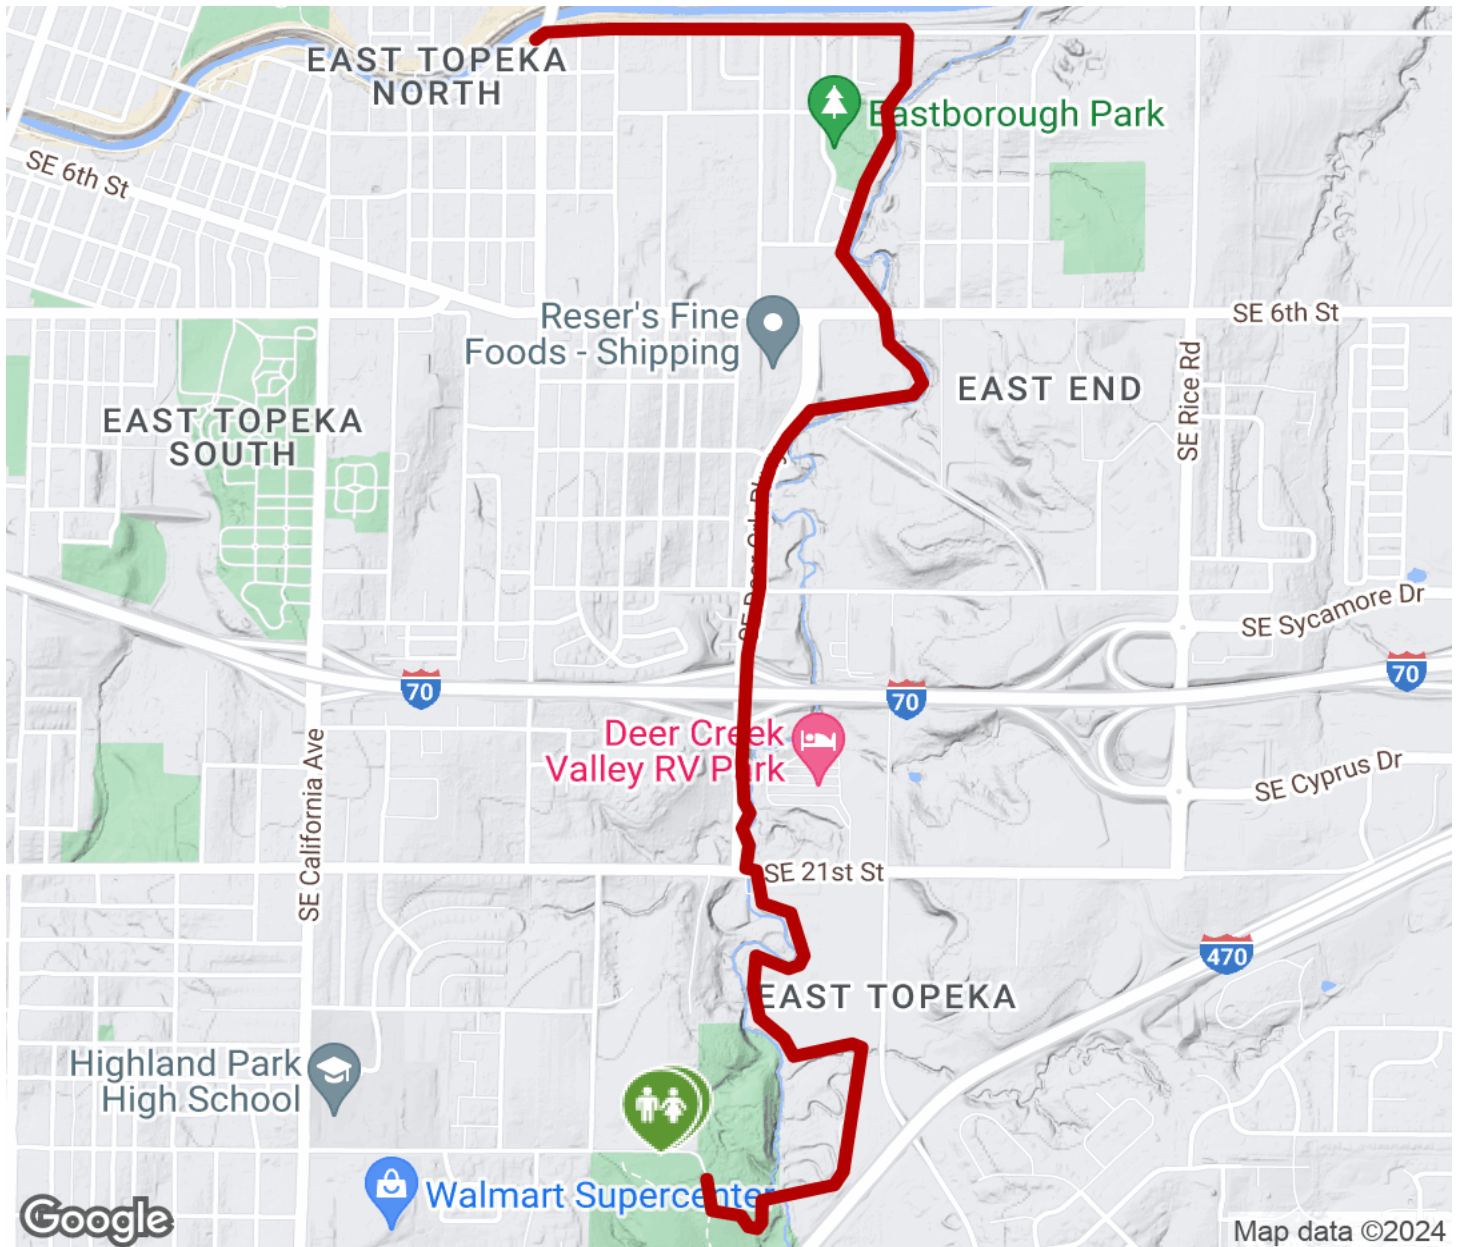 EAST TOPEKA
NORTH
Eastborough Park
SE 6th St
Reser's Fine
Foods - Shipping
SE 6th St
EAST END
SE Rice Rd
EAST TOPEKA
SOUTH
SE Sycamore Dr
70
70
70
Deer Creek
Valley RV Park
SE California Ave
SE Cyprus Dr
SE 21st St
470
EAST TOPEKA
Highland Park
High School
Walmart Supercenter
Google
Map data ©2024